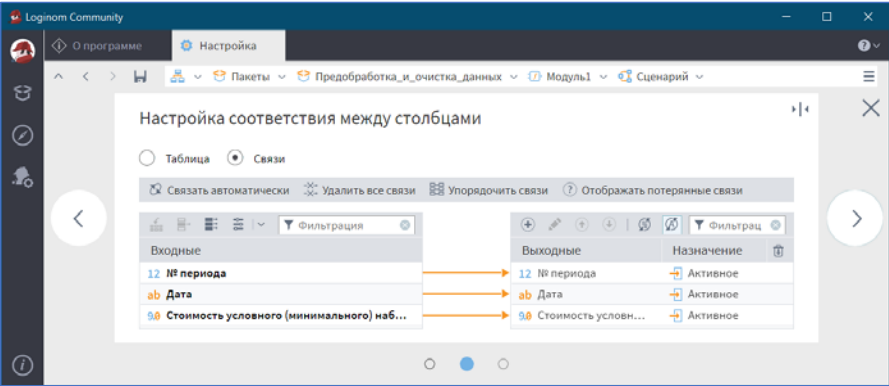 Loginom Community
О программе
Настройка
Пакеты
Предобработка_и_очистка_данных
Модуль1
Сценарий
Настройка соответствия между столбцами
Таблица
Связи
Связать автоматически
Удалить все связи
Упорядочить связи
Отображать потерянные связи
Фильтрация
Фильтрац
Входные
Выходные
Назначение
12 № периода
12 № периода
Активное
ab Дата
ab Дата
Активное
9.0 Стоимость условного (минимального) наб...
9.0 Стоимость условн...
Активное